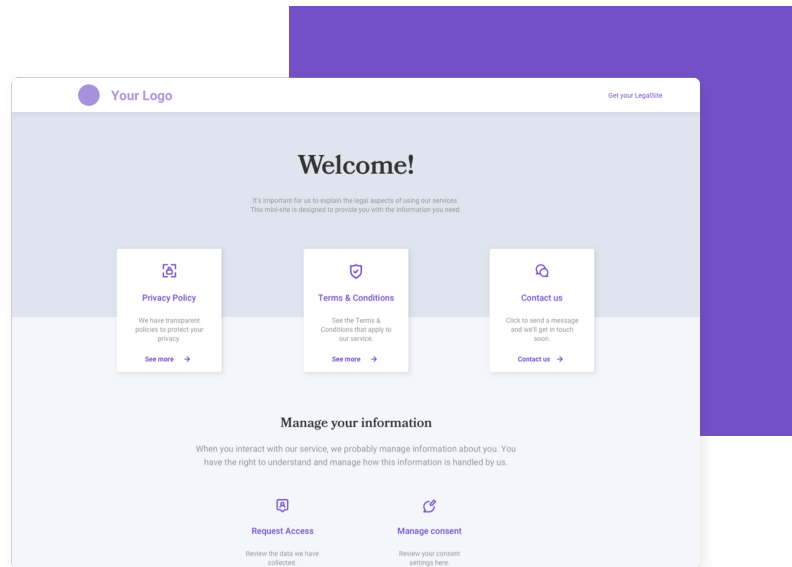 Your Logo
Get your LegalSite
Welcome!
It's important for us to explain the legal aspects of using our services.
This mini-site is designed to provide you with the information you need.
Privacy Policy
We have transparent
policies to protect your
privacy.
See more
Terms & Conditions
See the Terms &
Conditions that apply to
our service.
See more
Contact us
Click to send a message
and we'll get in touch
soon.
Contact us
Manage your information
When you interact with our service, we probably manage information about you. You
have the right to understand and manage how this information is handled by us.
Request Access
Review the data we have
collected.
Manage consent
Review your consent
settings here.